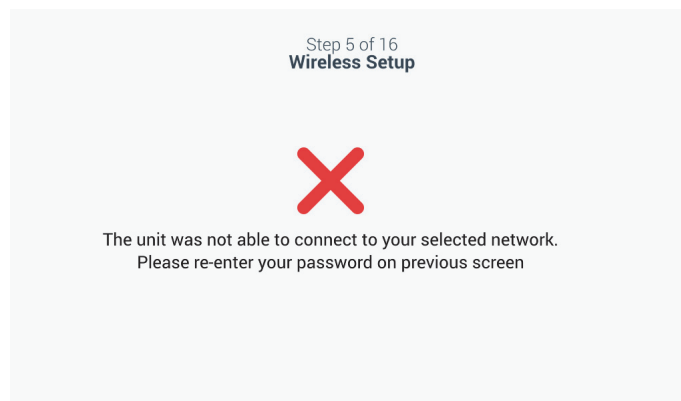 Step 5 of 16
Wireless Setup
The unit was not able to connect to your selected network.
Please re-enter your password on previous screen